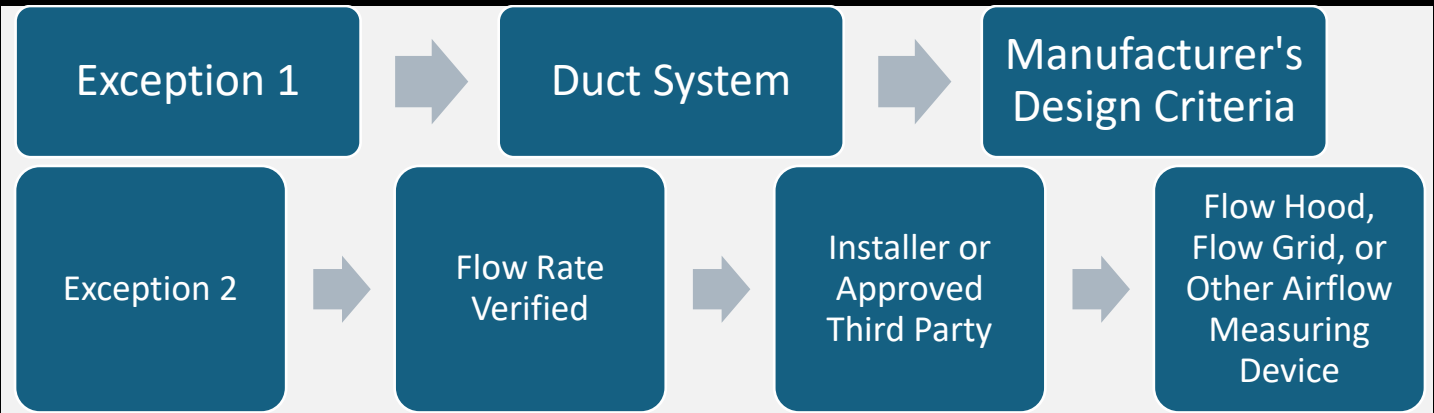 Exception 1
Duct System
Manufacturer's
Design Criteria
Exception 2
Flow Rate
Verified
Installer or
Approved
Third Party
Flow Hood,
Flow Grid, or
Other Airflow
Measuring
Device